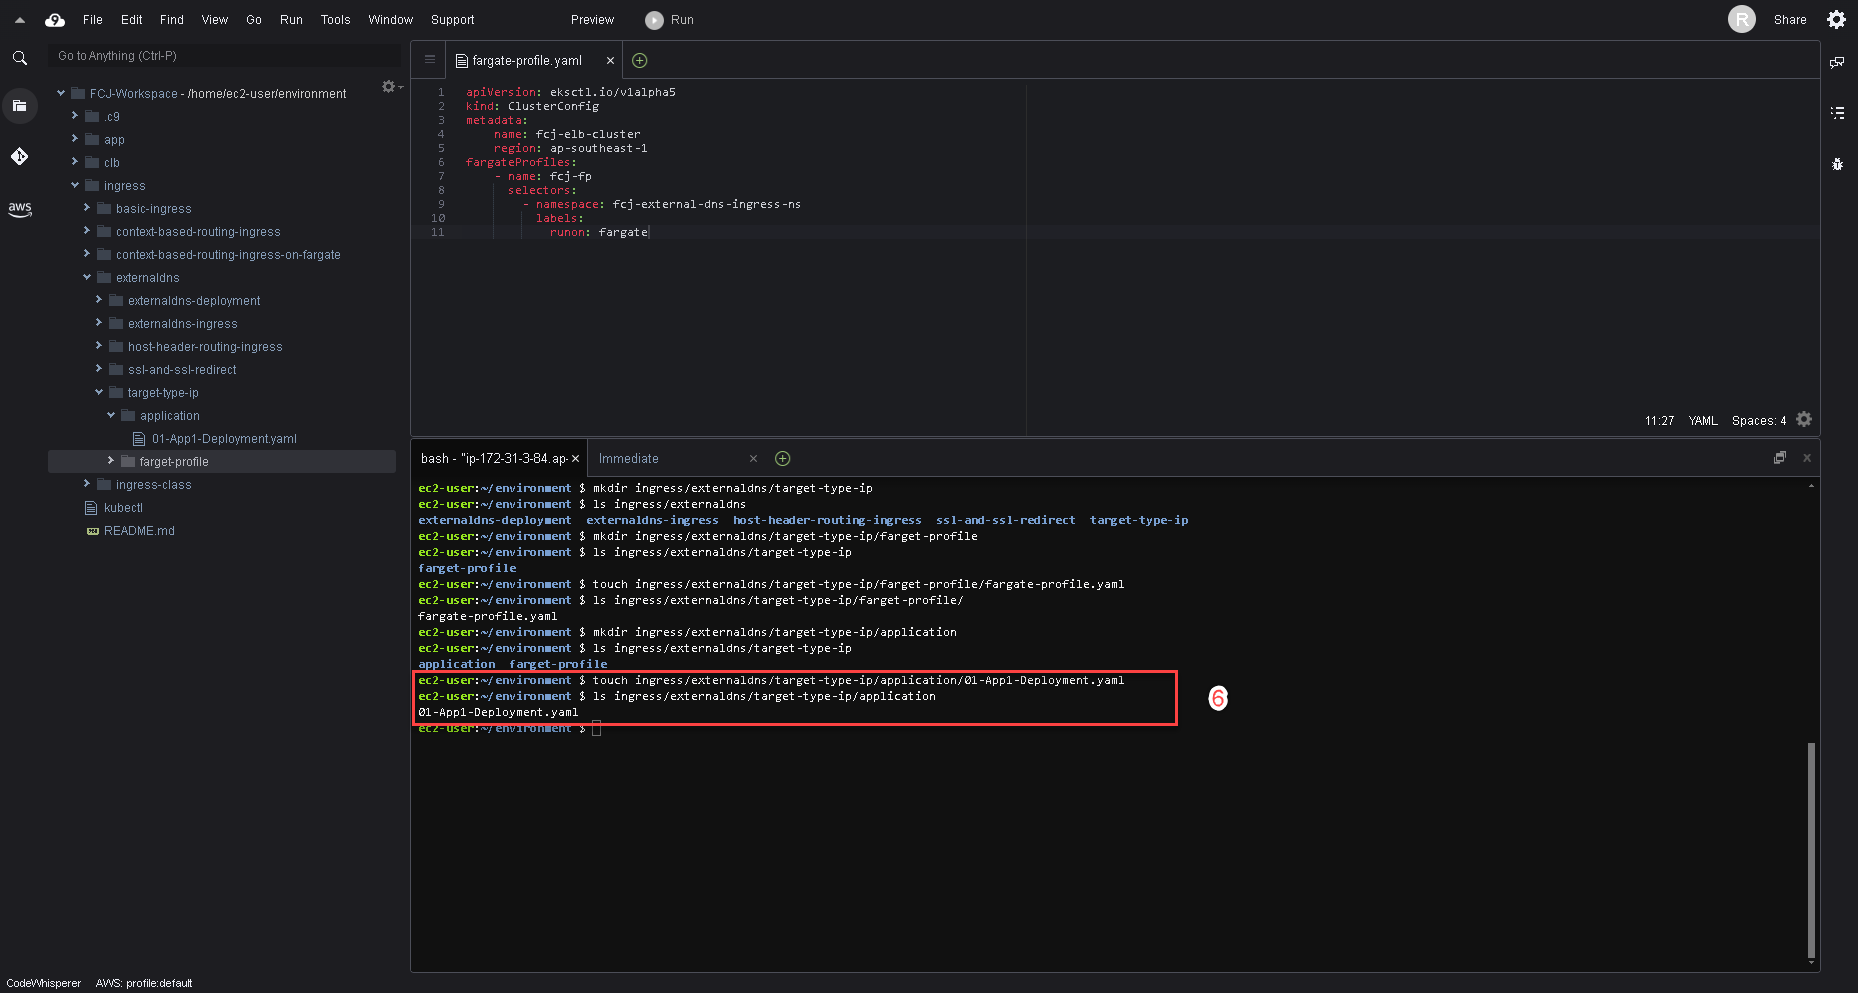 File Edit Find View Go Run Tools Window Support Preview Run R Share
Go to Anything (Ctrl-P)
FCJ-Workspace - /home/ec2-user/environment
.c9
app
clb
ingress
basic-ingress
context-based-routing-ingress
context-based-routing-ingress-on-fargate
externaldns
externaldns-deployment
externaldns-ingress
host-header-routing-ingress
ssl-and-ssl-redirect
target-type-ip
application
01-App1-Deployment.yaml
farget-profile
ingress-class
kubectl
README.md
aws
fargate-profile.yaml
1 apiVersion: eksctl.io/v1alpha5
2 kind: ClusterConfig
3 metadata:
4 name: fcj-elb-cluster
5 region: ap-southeast-1
6 fargateProfiles:
7 - name: fcj-fp
8 selectors:
9 - namespace: fcj-external-dns-ingress-ns
10 labels:
11 runon: fargate
11:27 YAML Spaces: 4
bash - "ip-172-31-3-84.ap- Immediate
ec2-user:~/environment $ mkdir ingress/externaldns/target-type-ip
ec2-user:~/environment $ ls ingress/externaldns
externaldns-deployment externaldns-ingress host-header-routing-ingress ssl-and-ssl-redirect target-type-ip
ec2-user:~/environment $ mkdir ingress/externaldns/target-type-ip/farget-profile
ec2-user:~/environment $ ls ingress/externaldns/target-type-ip
farget-profile
ec2-user:~/environment $ touch ingress/externaldns/target-type-ip/farget-profile/fargate-profile.yaml
ec2-user:~/environment $ ls ingress/externaldns/target-type-ip/farget-profile/
fargate-profile.yaml
ec2-user:~/environment $ mkdir ingress/externaldns/target-type-ip/application
ec2-user:~/environment $ ls ingress/externaldns/target-type-ip
application farget-profile
ec2-user:~/environment $ touch ingress/externaldns/target-type-ip/application/01-App1-Deployment.yaml
ec2-user:~/environment $ ls ingress/externaldns/target-type-ip/application
01-App1-Deployment.yaml
ec2-user:~/environment $
6
CodeWhisperer AWS: profile:default